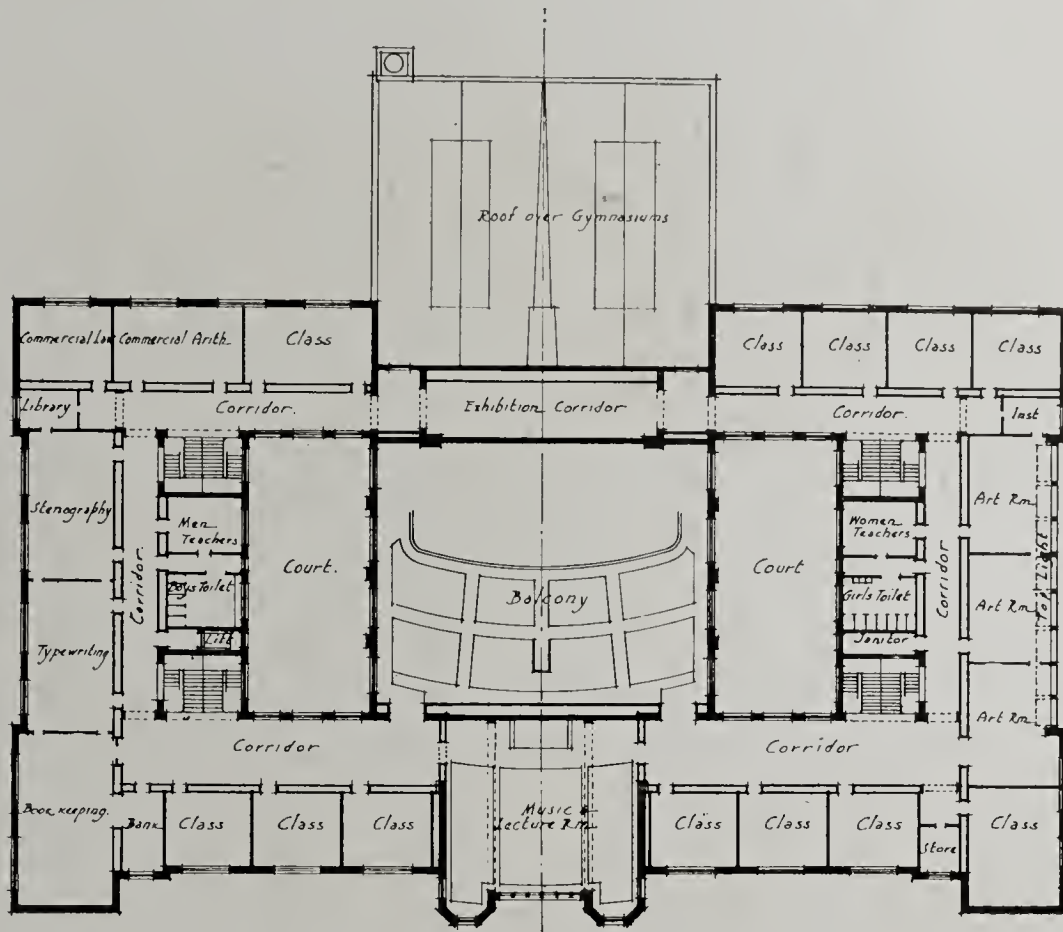 Roof over Gymnasiums
Commercial Law
Commercial Arith.
Class
Class
Class
Class
Class
Library
Corridor.
Exhibition Corridor
Corridor.
Inst
Stenography
Men
Teachers
Women
Teachers
Art Rm
Corridor.
Court.
Balcony
Court
Corridor
Top Light
Boys Toilet
Girls Toilet
Art Rm
Lift
Janitor
Typewriting
Art Rm
Corridor
Corridor
Book keeping.
Bank
Class
Class
Class
Music &
Lecture Rm
Class
Class
Class
Store
Class